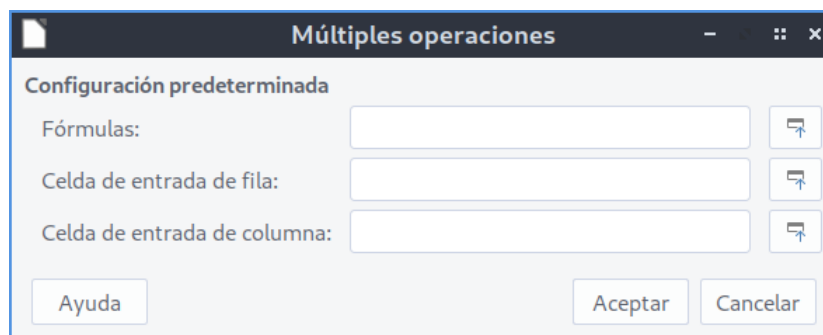 Múltiples operaciones
Configuración predeterminada
Fórmulas:
Celda de entrada de fila:
Celda de entrada de columna:
Ayuda Aceptar Cancelar